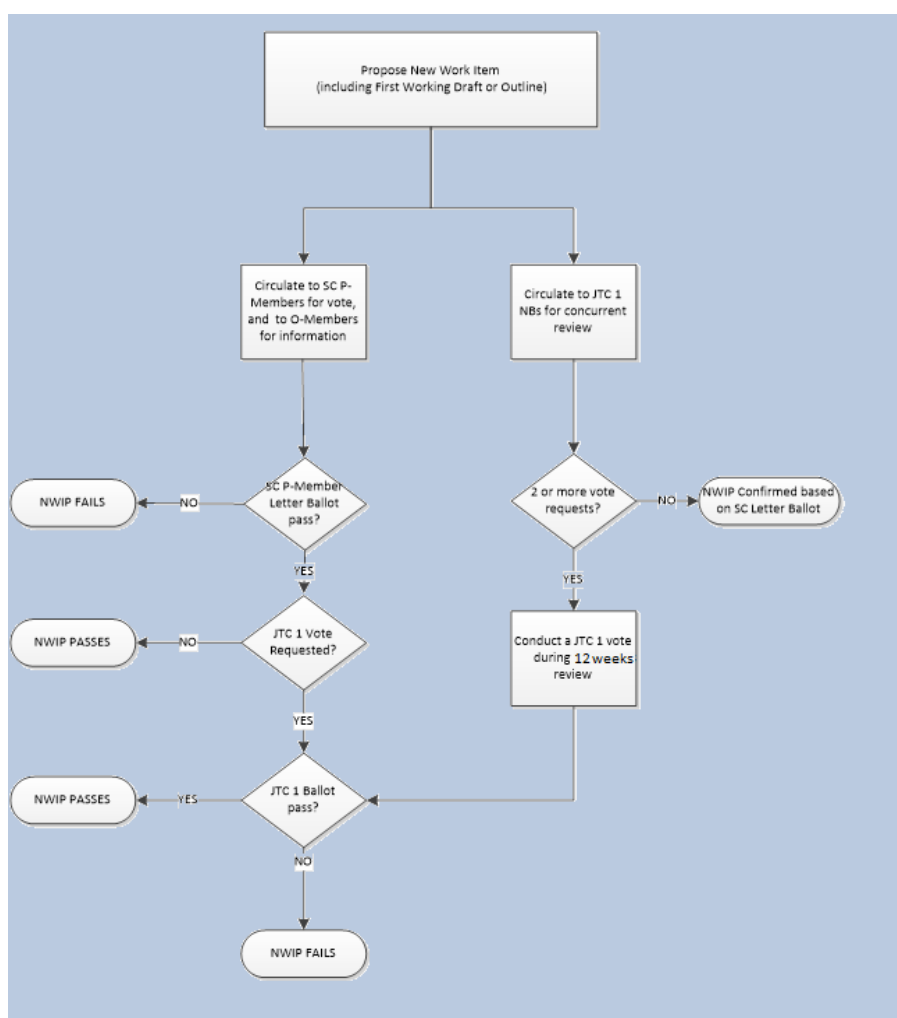 Propose New Work Item
(including First Working Draft or Outline)
Circulate to SC P-
Members for vote,
and to O-Members
for information
Circulate to JTC 1
NBs for concurrent
review
SC P-Member
Letter Ballot
pass?
NO
NWIP FAILS
2 or more vote
requests?
NO
NWIP Confirmed based
on SC Letter Ballot
YES
YES
JTC 1 Vote
Requested?
NO
NWIP PASSES
Conduct a JTC 1 vote
during 12 weeks
review
YES
JTC 1 Ballot
pass?
YES
NWIP PASSES
NO
NWIP FAILS